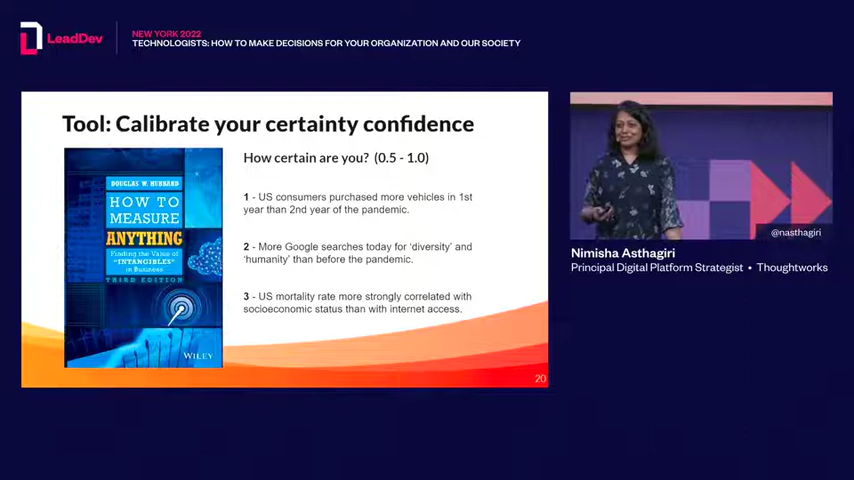 LeadDev
NEW YORK 2022
TECHNOLOGISTS: HOW TO MAKE DECISIONS FOR YOUR ORGANIZATION AND OUR SOCIETY
Tool: Calibrate your certainty confidence
DOUGLAS W. HUBBARD
HOW TO
MEASURE
ANYTHING
Finding the Value of
"INTANGIBLES"
in Business
THIRD EDITION
WILEY
How certain are you? (0.5 - 1.0)
1 - US consumers purchased more vehicles in 1st
year than 2nd year of the pandemic.
2 - More Google searches today for 'diversity' and
'humanity' than before the pandemic.
3 - US mortality rate more strongly correlated with
socioeconomic status than with internet access.
20
@nasthagiri
Nimisha Asthagiri
Principal Digital Platform Strategist • Thoughtworks